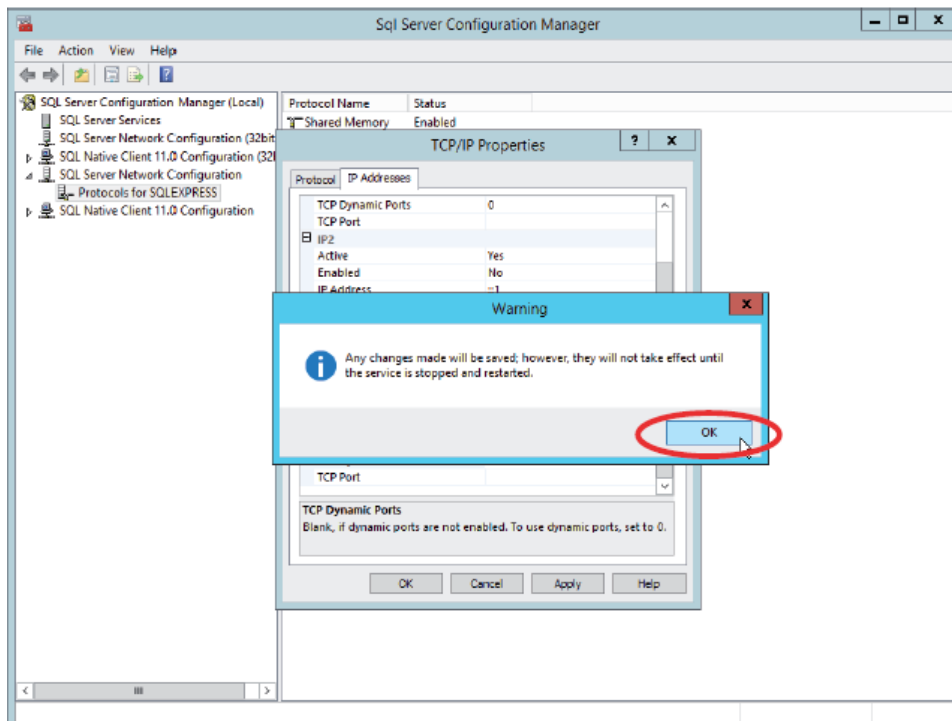 Sql Server Configuration Manager
File Action View Help
SQL Server Configuration Manager (Local)
SQL Server Services
SQL Server Network Configuration (32bit
SQL Native Client 11.0 Configuration (32l
SQL Server Network Configuration
Protocols for SQLEXPRESS
SQL Native Client 11.0 Configuration
Protocol Name Status
Shared Memory Enabled
TCP/IP Properties
Protocol IP Addresses
TCP Dynamic Ports 0
TCP Port
IP2
Active Yes
Enabled No
IP Address ::1
Warning
Any changes made will be saved; however, they will not take effect until
the service is stopped and restarted.
OK
TCP Port
TCP Dynamic Ports
Blank, if dynamic ports are not enabled. To use dynamic ports, set to 0.
OK Cancel Apply Help